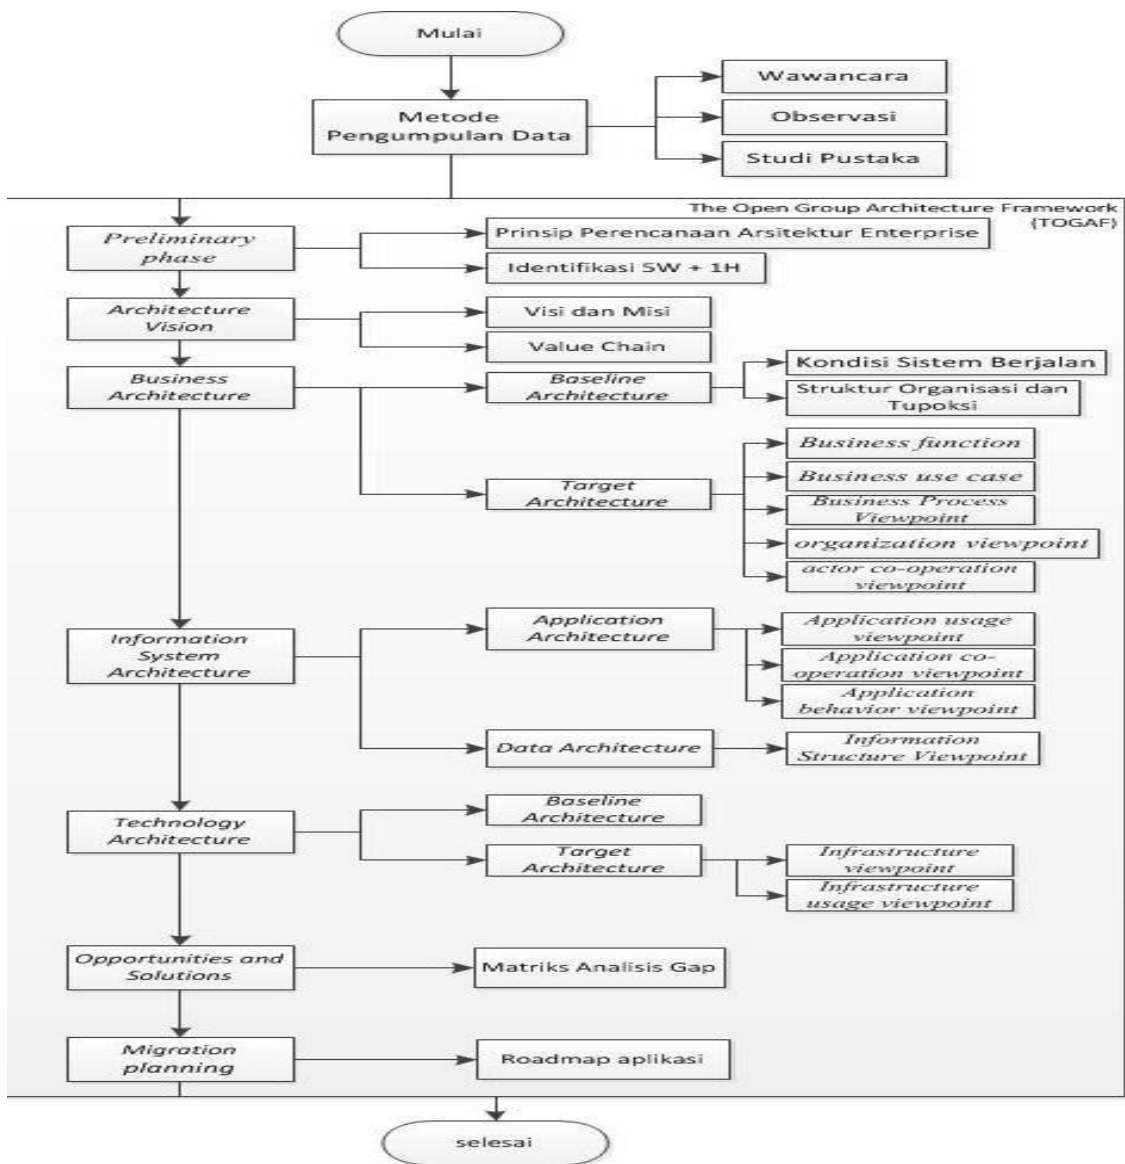 Mulai
Metode
Pengumpulan Data
Wawancara
Observasi
Studi Pustaka
The Open Group Architecture Framework
(TOGAF)
Preliminary
phase
Prinsip Perencanaan Arsitektur Enterprise
Identifikasi 5W + 1H
Architecture
Vision
Visi dan Misi
Value Chain
Business
Architecture
Baseline
Architecture
Kondisi Sistem Berjalan
Struktur Organisasi dan
Tupoksi
Target
Architecture
Business function
Business use case
Business Process
Viewpoint
organization viewpoint
actor co-operation
viewpoint
Information
System
Architecture
Application
Architecture
Application usage
viewpoint
Application co-
operation viewpoint
Application
behavior viewpoint
Data Architecture
Information
Structure Viewpoint
Technology
Architecture
Baseline
Architecture
Target
Architecture
Infrastructure
viewpoint
Infrastructure
usage viewpoint
Opportunities and
Solutions
Matriks Analisis Gap
Migration
planning
Roadmap aplikasi
selesai